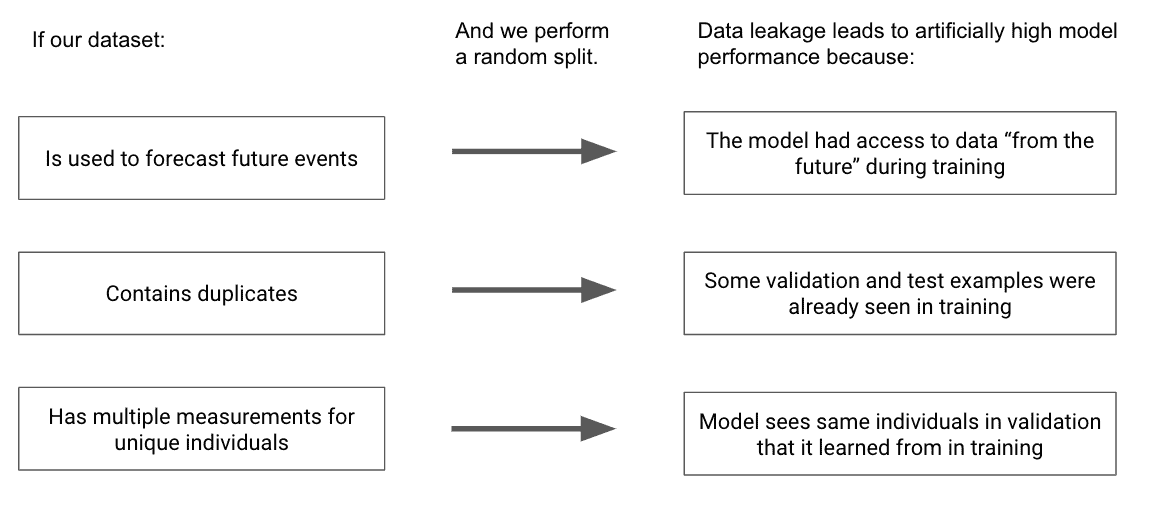 If our dataset:
And we perform
a random split.
Data leakage leads to artificially high model
performance because:
Is used to forecast future events
The model had access to data “from the
future” during training
Contains duplicates
Some validation and test examples were
already seen in training
Has multiple measurements for
unique individuals
Model sees same individuals in validation
that it learned from in training